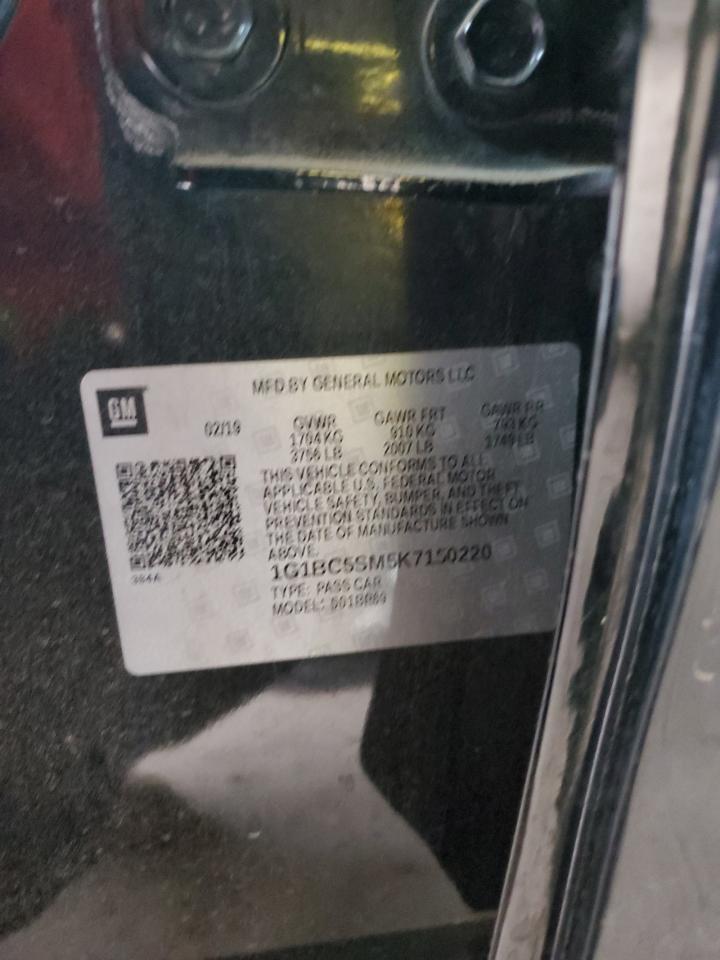 MFD BY GENERAL MOTORS LLC
GM
02/19
GVWR GAWR FRT GAWR RR
1704 KG 910 KG 793 KG
3756 LB 2007 LB 1749 LB
THIS VEHICLE CONFORMS TO ALL
APPLICABLE U.S. FEDERAL MOTOR
VEHICLE SAFETY, BUMPER, AND THEFT
PREVENTION STANDARDS IN EFFECT ON
THE DATE OF MANUFACTURE SHOWN
ABOVE.
1G1BC5SM5K7150220
TYPE: PASS CAR
MODEL:
384A